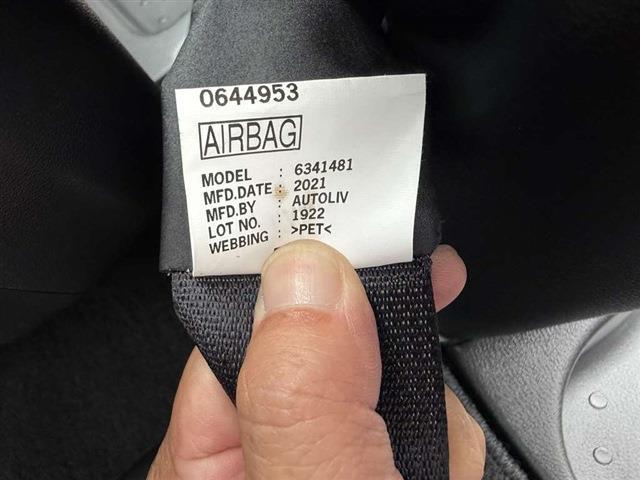 0644953
AIRBAG
MODEL : 6341481
MFD.DATE : 2021
MFD.BY : AUTOLIV
LOT NO. : 1922
WEBBING : >PET<